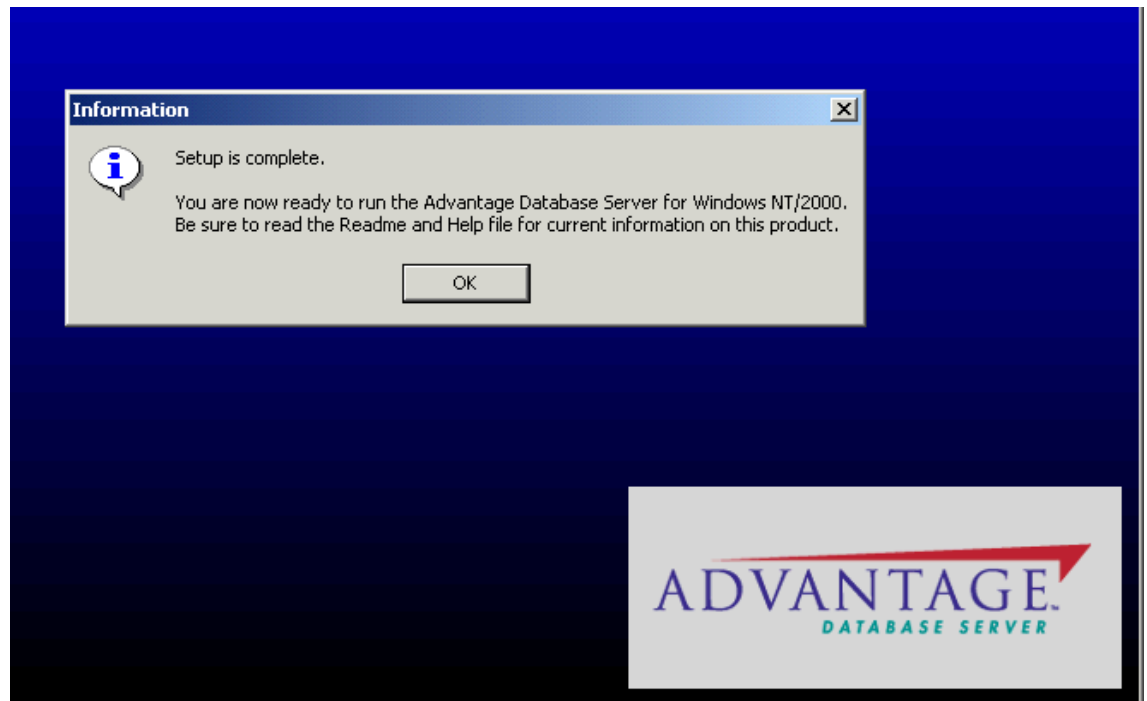 Information
Setup is complete.
You are now ready to run the Advantage Database Server for Windows NT/2000.
Be sure to read the Readme and Help file for current information on this product.
OK
ADVANTAGE™
DATABASE SERVER